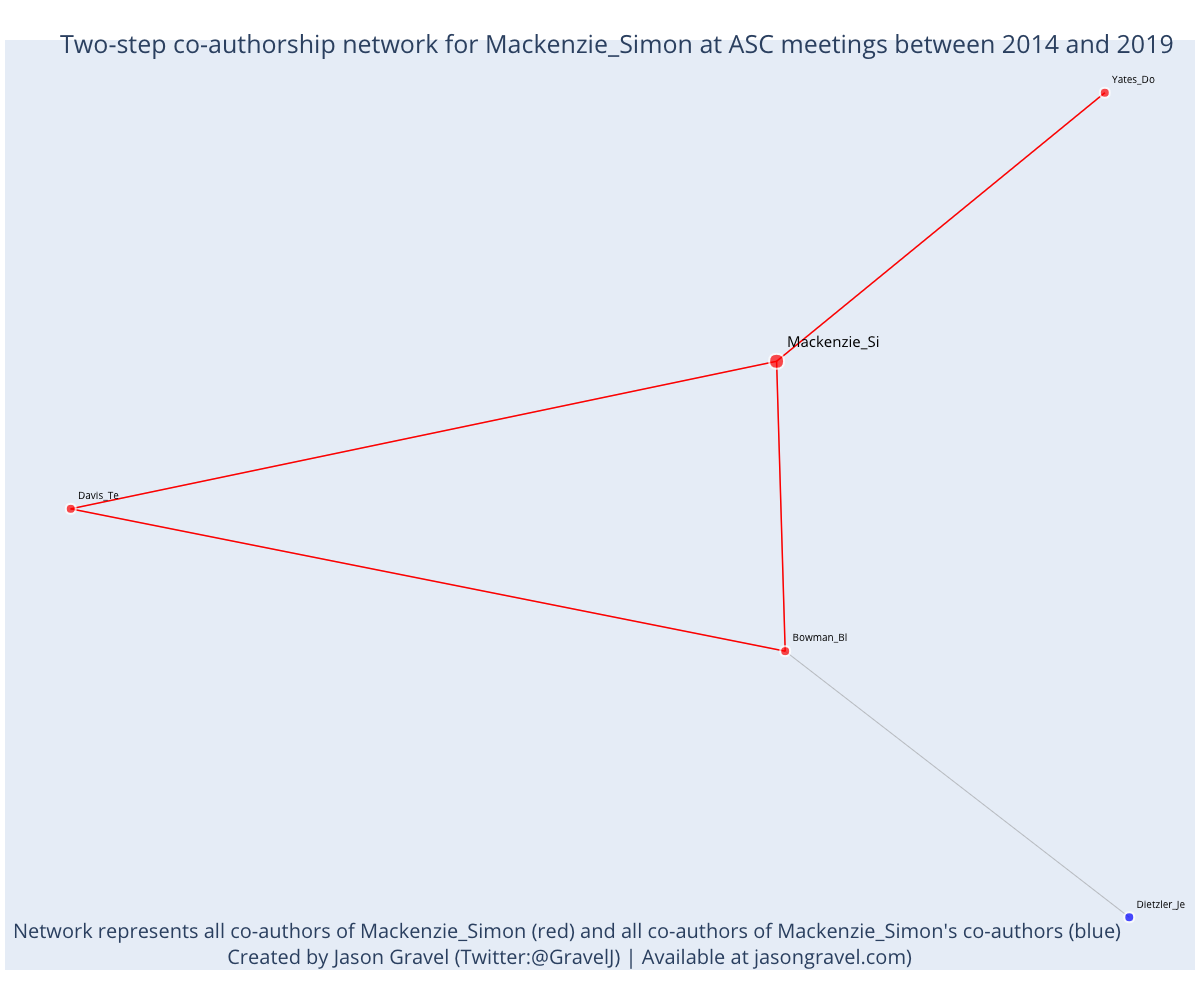 Two-step co-authorship network for Mackenzie_Simon at ASC meetings between 2014 and 2019
Yates_Do
Mackenzie_Si
Davis_Te
Bowman_Bl
Dietzler_Je
Network represents all co-authors of Mackenzie_Simon (red) and all co-authors of Mackenzie_Simon's co-authors (blue)
Created by Jason Gravel (Twitter:@GravelJ) | Available at jasongravel.com)